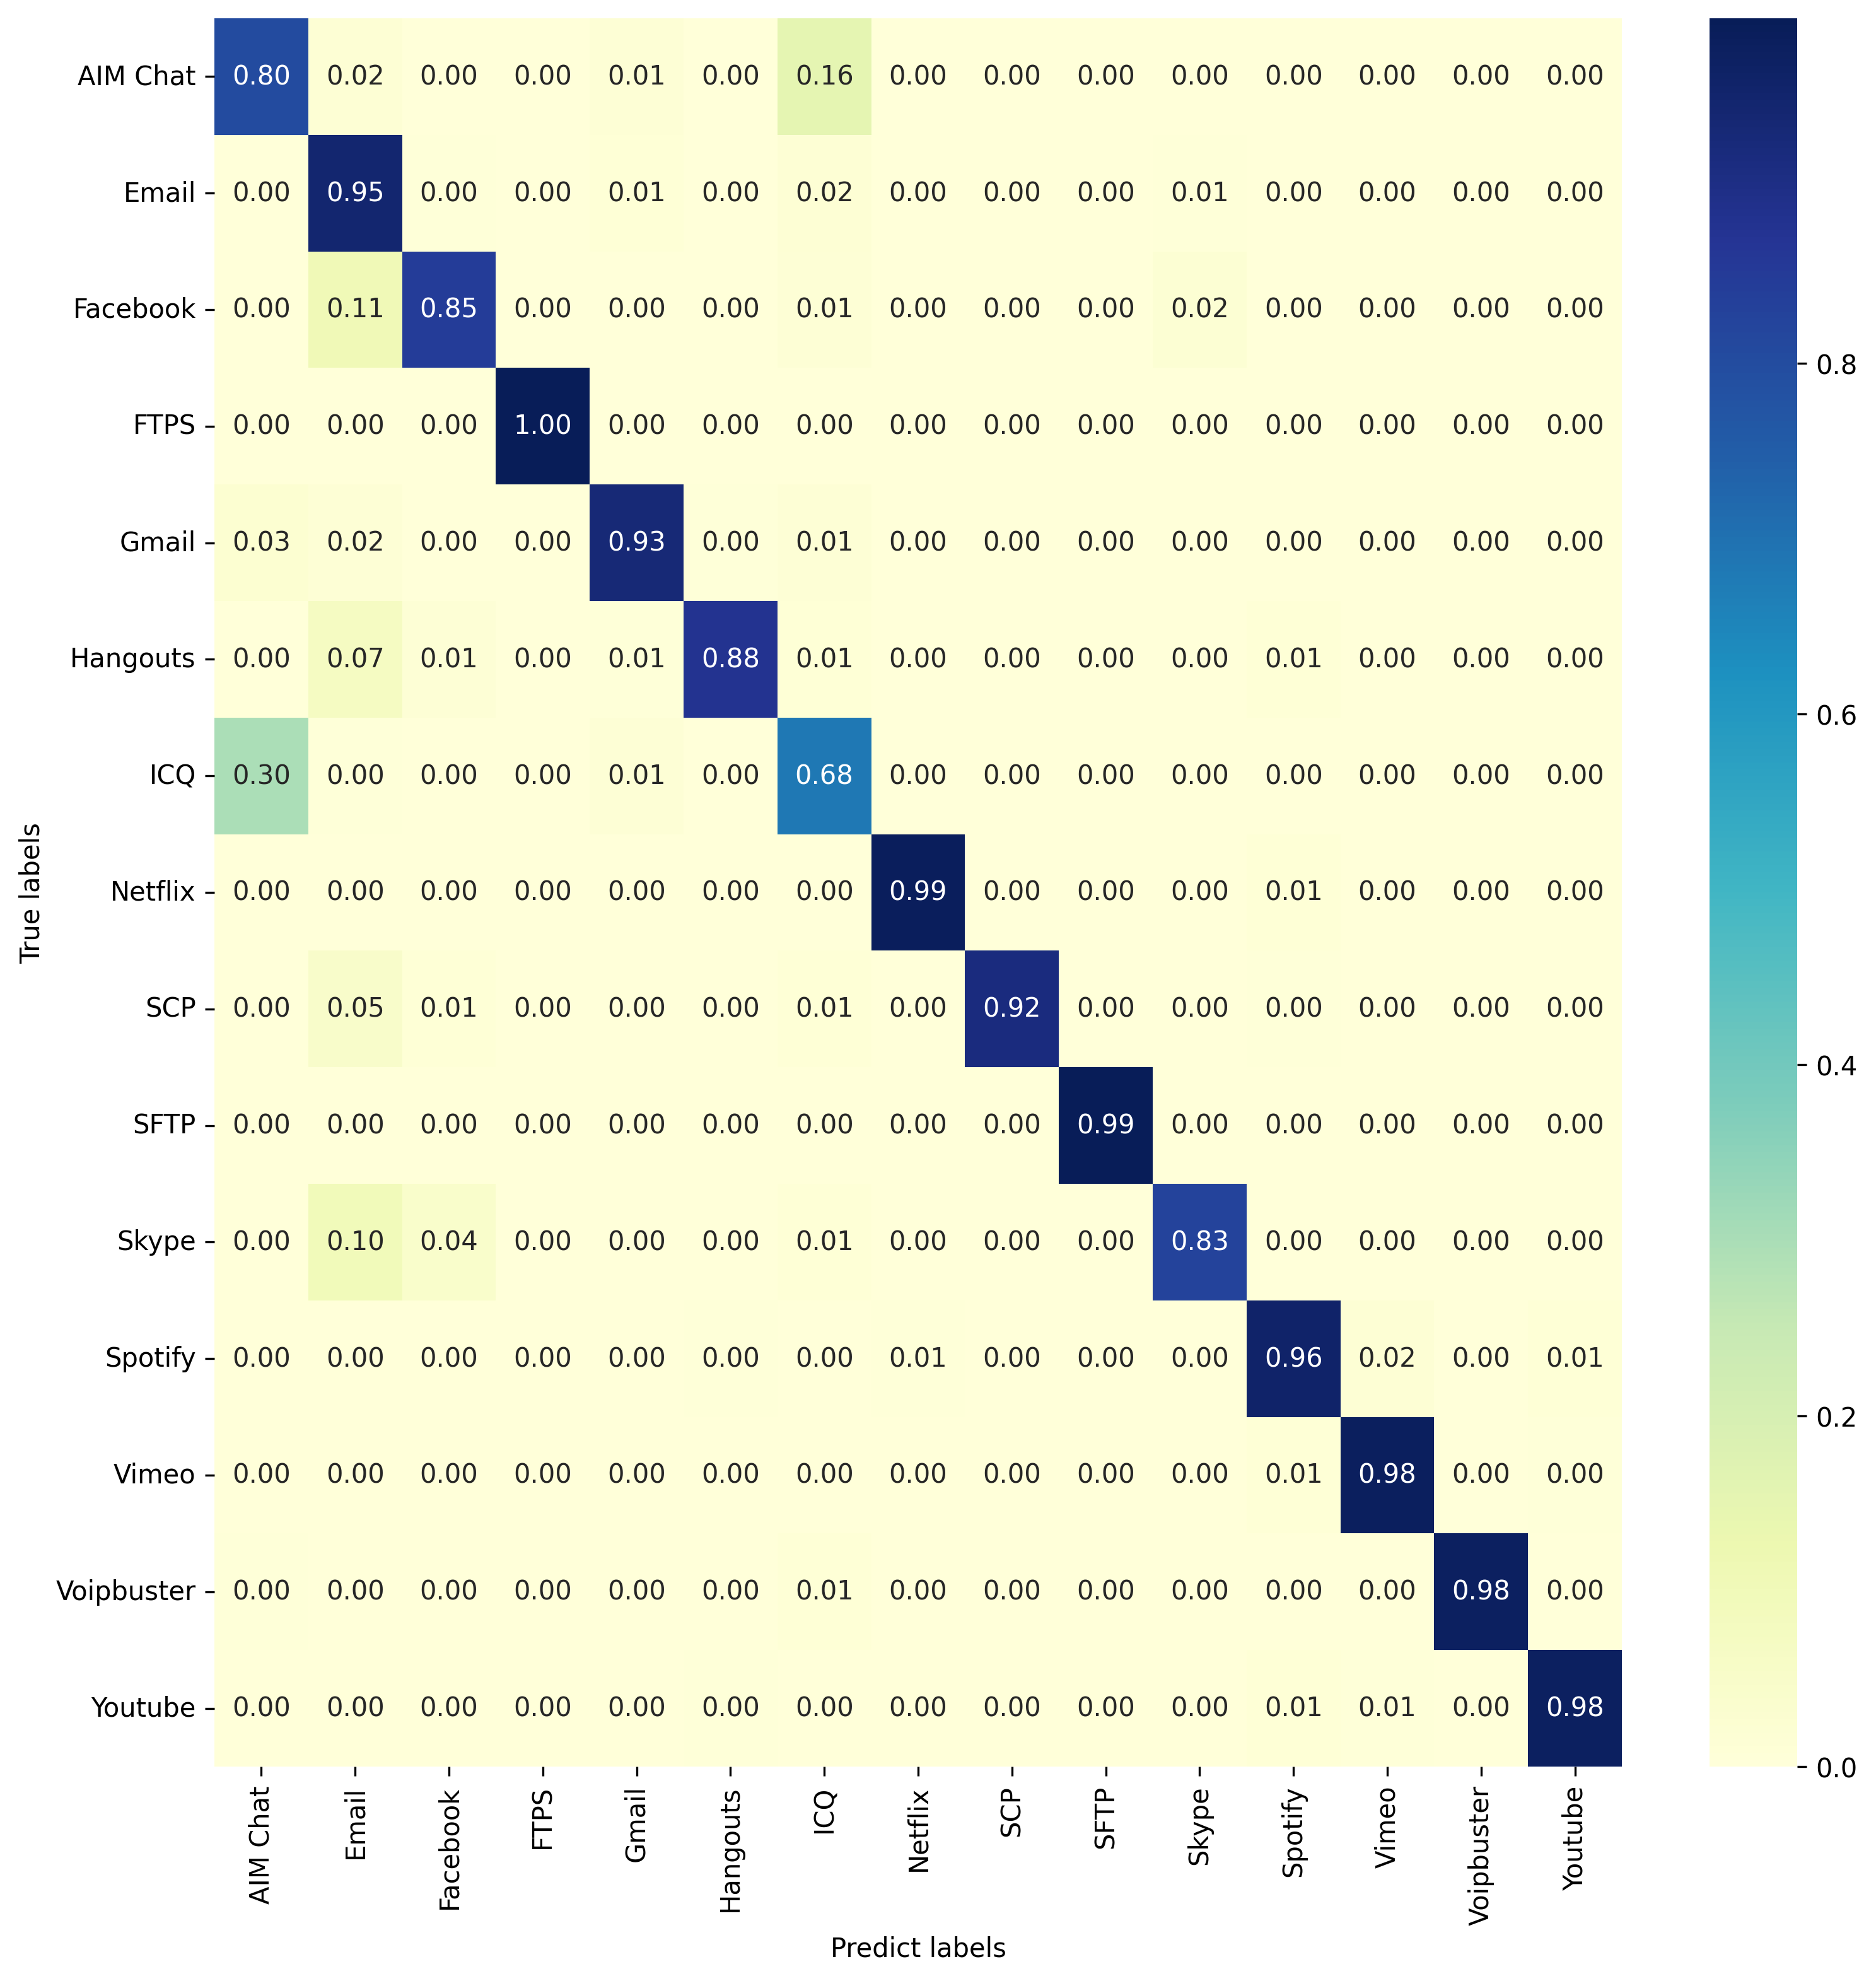 AIM Chat 0.80 0.02 0.00 0.00 0.01 0.00 0.16 0.00 0.00 0.00 0.00 0.00 0.00 0.00 0.00
Email 0.00 0.95 0.00 0.00 0.01 0.00 0.02 0.00 0.00 0.00 0.01 0.00 0.00 0.00 0.00
Facebook 0.00 0.11 0.85 0.00 0.00 0.00 0.01 0.00 0.00 0.00 0.02 0.00 0.00 0.00 0.00
FTPS 0.00 0.00 0.00 1.00 0.00 0.00 0.00 0.00 0.00 0.00 0.00 0.00 0.00 0.00 0.00
Gmail 0.03 0.02 0.00 0.00 0.93 0.00 0.01 0.00 0.00 0.00 0.00 0.00 0.00 0.00 0.00
Hangouts 0.00 0.07 0.01 0.00 0.01 0.88 0.01 0.00 0.00 0.00 0.00 0.01 0.00 0.00 0.00
ICQ 0.30 0.00 0.00 0.00 0.01 0.00 0.68 0.00 0.00 0.00 0.00 0.00 0.00 0.00 0.00
Netflix 0.00 0.00 0.00 0.00 0.00 0.00 0.00 0.99 0.00 0.00 0.00 0.01 0.00 0.00 0.00
SCP 0.00 0.05 0.01 0.00 0.00 0.00 0.01 0.00 0.92 0.00 0.00 0.00 0.00 0.00 0.00
SFTP 0.00 0.00 0.00 0.00 0.00 0.00 0.00 0.00 0.00 0.99 0.00 0.00 0.00 0.00 0.00
Skype 0.00 0.10 0.04 0.00 0.00 0.00 0.01 0.00 0.00 0.00 0.83 0.00 0.00 0.00 0.00
Spotify 0.00 0.00 0.00 0.00 0.00 0.00 0.00 0.01 0.00 0.00 0.00 0.96 0.02 0.00 0.01
Vimeo 0.00 0.00 0.00 0.00 0.00 0.00 0.00 0.00 0.00 0.00 0.00 0.01 0.98 0.00 0.00
Voipbuster 0.00 0.00 0.00 0.00 0.00 0.00 0.01 0.00 0.00 0.00 0.00 0.00 0.00 0.98 0.00
Youtube 0.00 0.00 0.00 0.00 0.00 0.00 0.00 0.00 0.00 0.00 0.00 0.01 0.01 0.00 0.98
True labels
AIM Chat Email Facebook FTPS Gmail Hangouts ICQ Netflix SCP SFTP Skype Spotify Vimeo Voipbuster Youtube
Predict labels
0.8
0.6
0.4
0.2
0.0